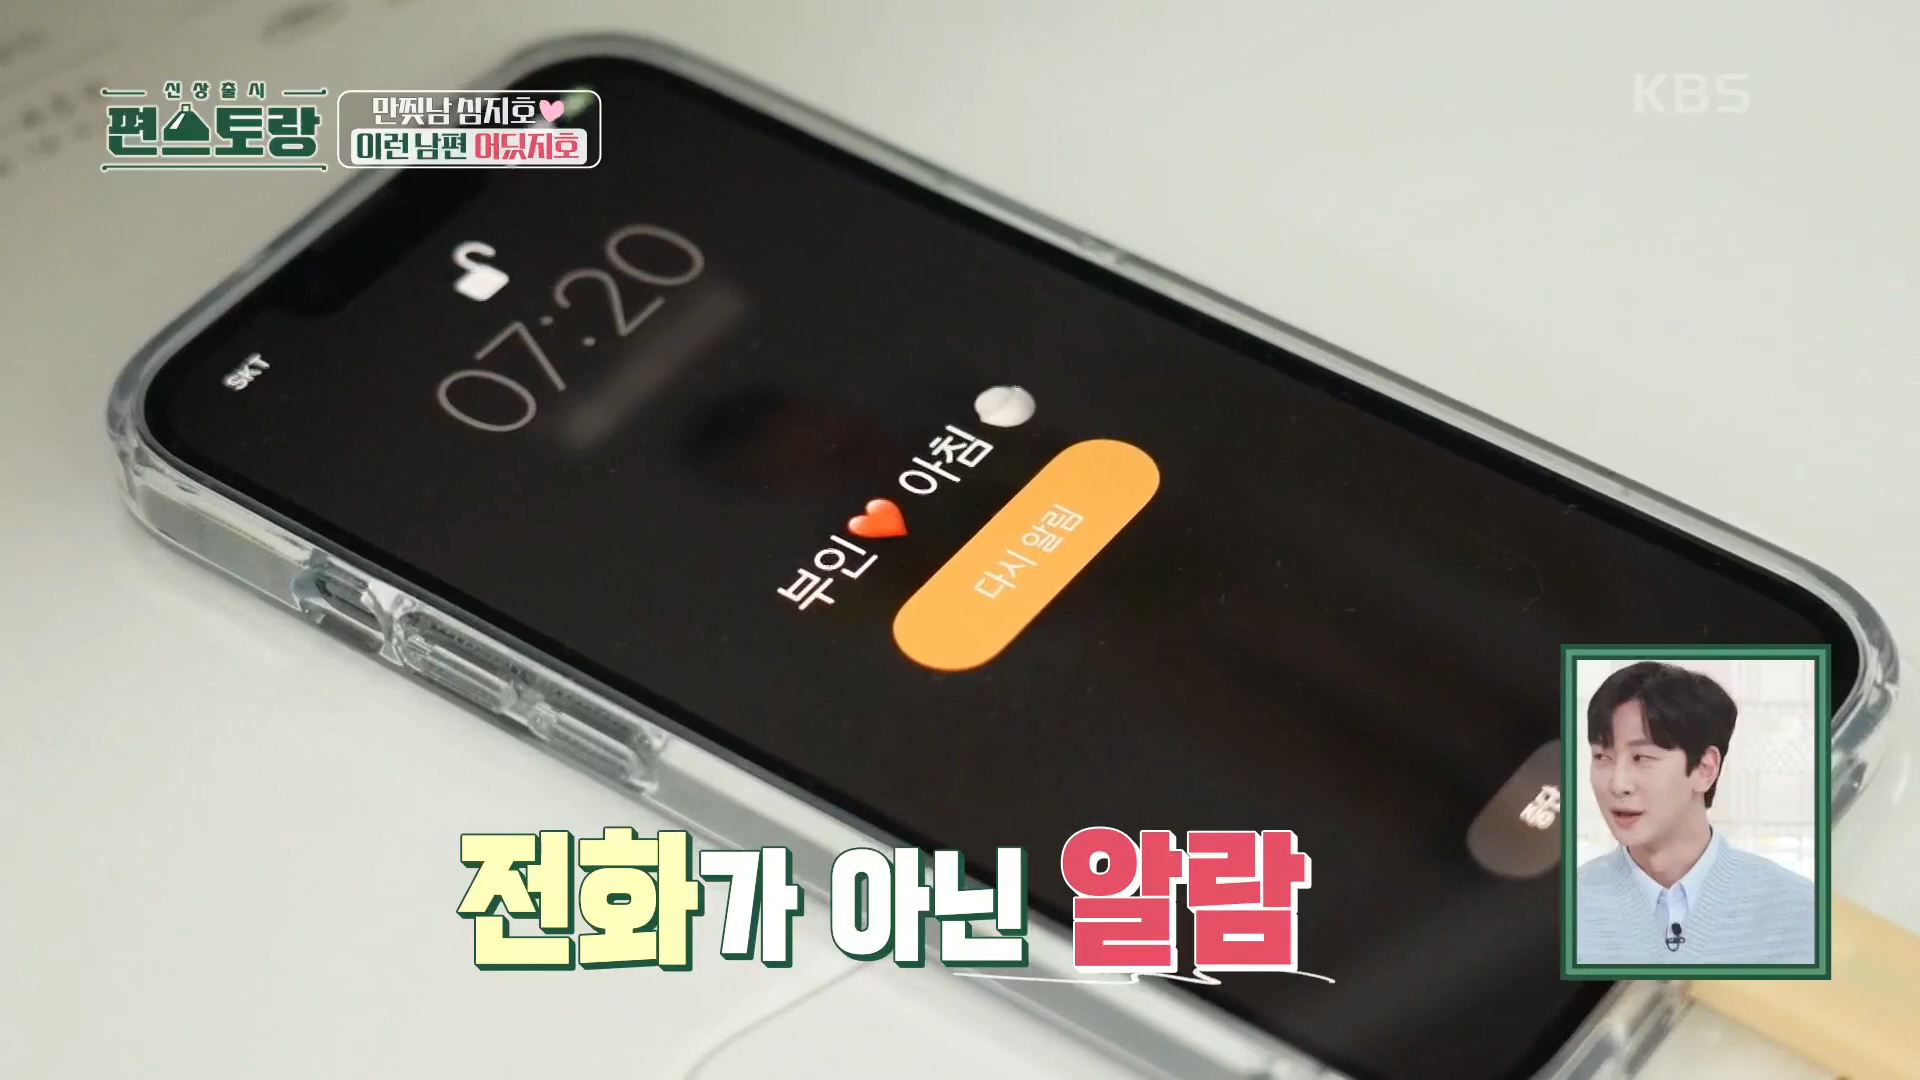 신상출시
편스토랑
만찢남 심지호
이런 남편 어딨지호
KBS
SKT
07:20
부인❤️ 아침
다시 알림
전화가 아닌 알람